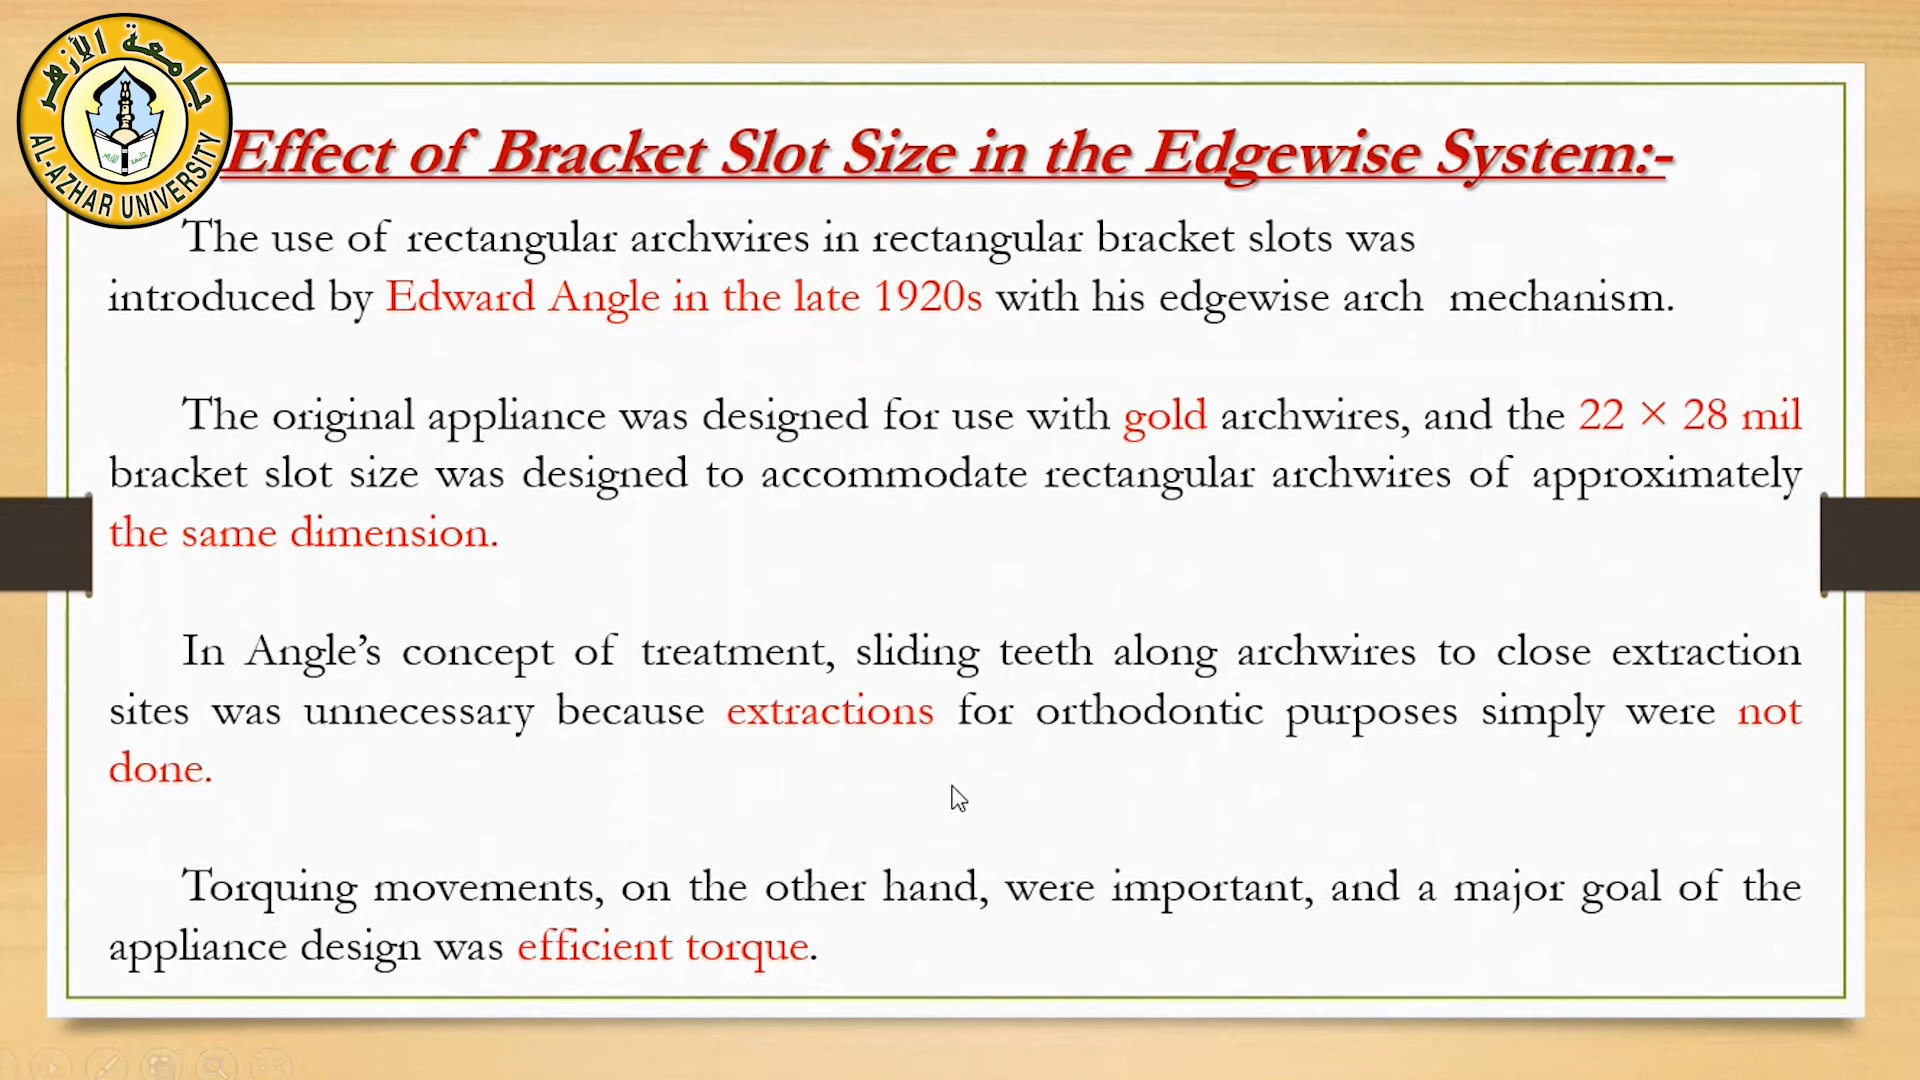 جامعة الأزهر
AL-AZHAR UNIVERSITY
Effect of Bracket Slot Size in the Edgewise System:-
The use of rectangular archwires in rectangular bracket slots was
introduced by Edward Angle in the late 1920s with his edgewise arch mechanism.
The original appliance was designed for use with gold archwires, and the 22 × 28 mil
bracket slot size was designed to accommodate rectangular archwires of approximately
the same dimension.
In Angle’s concept of treatment, sliding teeth along archwires to close extraction
sites was unnecessary because extractions for orthodontic purposes simply were not
done.
Torquing movements, on the other hand, were important, and a major goal of the
appliance design was efficient torque.